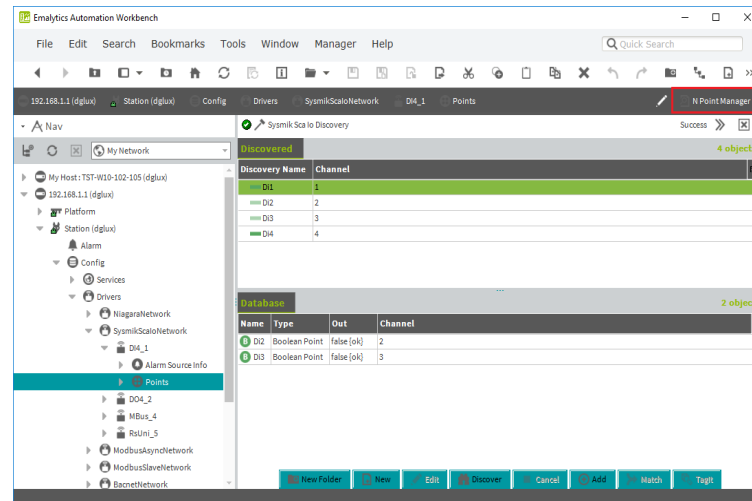 Emalytics Automation Workbench
File Edit Search Bookmarks Tools Window Manager Help
Quick Search
192.168.1.1 (dglux) Station (dglux) Config Drivers SysmikScaIoNetwork DI4_1 Points
N Point Manager
Nav
My Network
My Host : TST-W10-102-105 (dglux)
192.168.1.1 (dglux)
Platform
Station (dglux)
Alarm
Config
Services
Drivers
NiagaraNetwork
SysmikScaIoNetwork
DI4_1
Alarm Source Info
Points
DO4_2
MBus_4
RsUni_5
ModbusAsyncNetwork
ModbusSlaveNetwork
BacnetNetwork
Sysmik Sca Io Discovery
Success
Discovered
4 object
Discovery Name Channel
Di1 1
Di2 2
Di3 3
Di4 4
Database
2 objec
Name Type Out Channel
B Di2 Boolean Point false {ok} 2
B Di3 Boolean Point false {ok} 3
New Folder New Edit Discover Cancel Add Match TagIt